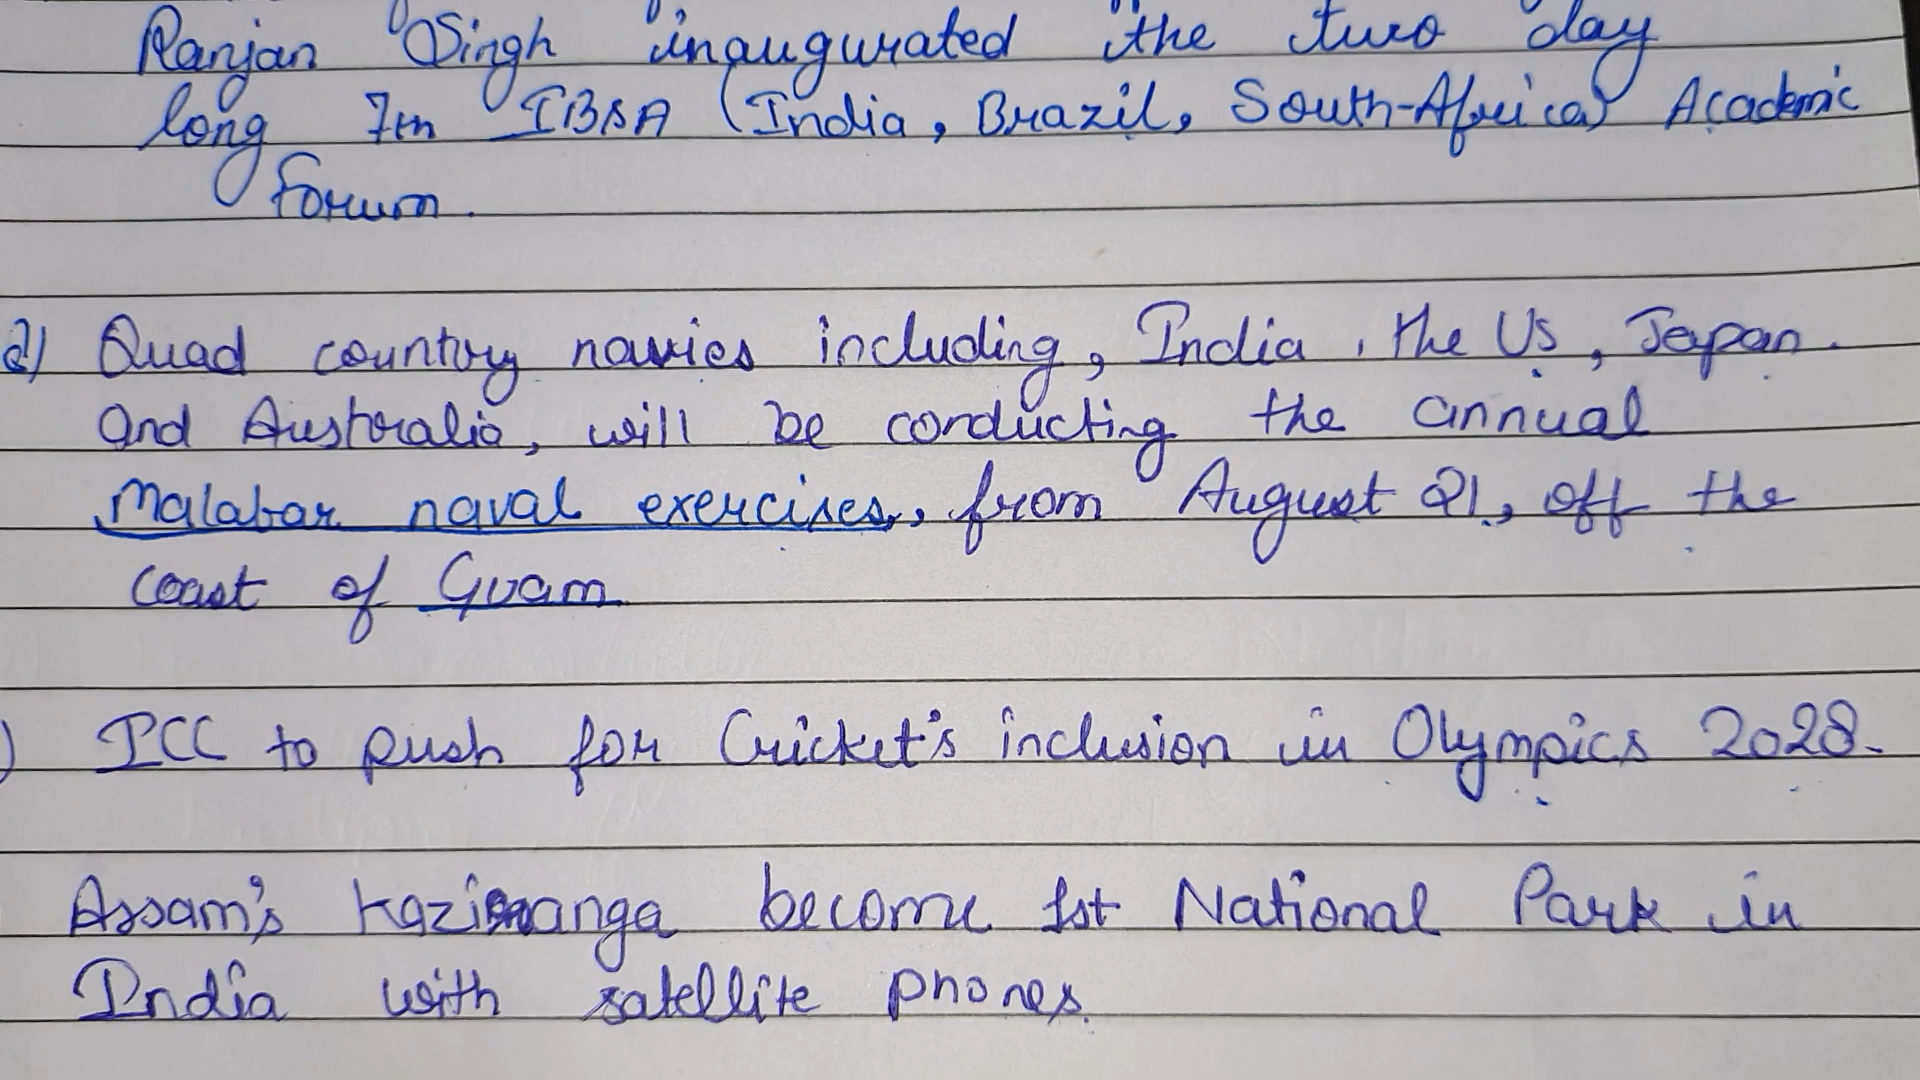 Ranjan Singh inaugurated the two day
long 7th IBSA (India, Brazil, South-Africa) Academic
Forum.
2) Quad country navies including, India, the US, Japan.
and Australia, will be conducting the annual
Malabar naval exercises, from August 21, off the
coast of Guam
) ICC to push for Cricket's inclusion in Olympics 2028.
Assam's Kaziranga become 1st National Park in
India with satellite phones.